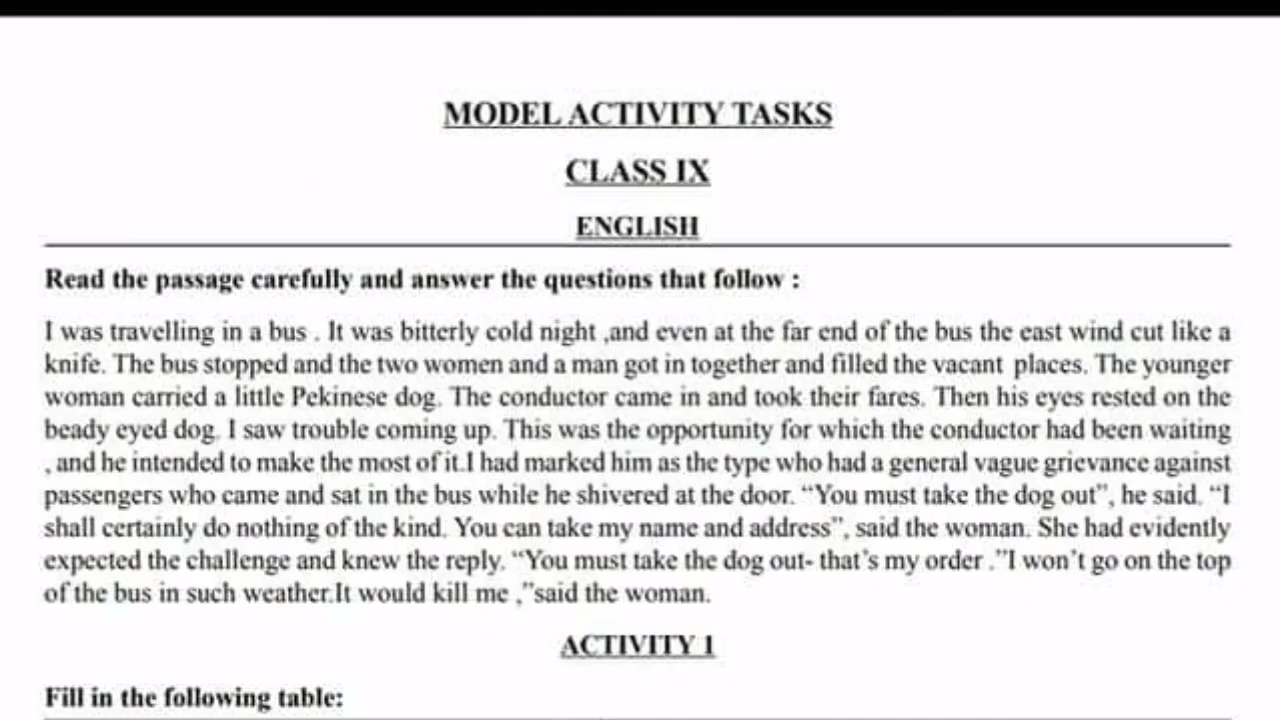 MODEL ACTIVITY TASKS
CLASS IX
ENGLISH
Read the passage carefully and answer the questions that follow :
I was travelling in a bus . It was bitterly cold night ,and even at the far end of the bus the east wind cut like a
knife. The bus stopped and the two women and a man got in together and filled the vacant places. The younger
woman carried a little Pekinese dog. The conductor came in and took their fares. Then his eyes rested on the
beady eyed dog. I saw trouble coming up. This was the opportunity for which the conductor had been waiting
, and he intended to make the most of it.I had marked him as the type who had a general vague grievance against
passengers who came and sat in the bus while he shivered at the door. “You must take the dog out”, he said. “I
shall certainly do nothing of the kind. You can take my name and address”, said the woman. She had evidently
expected the challenge and knew the reply. “You must take the dog out- that’s my order .”I won’t go on the top
of the bus in such weather.It would kill me ,”said the woman.
ACTIVITY 1
Fill in the following table: